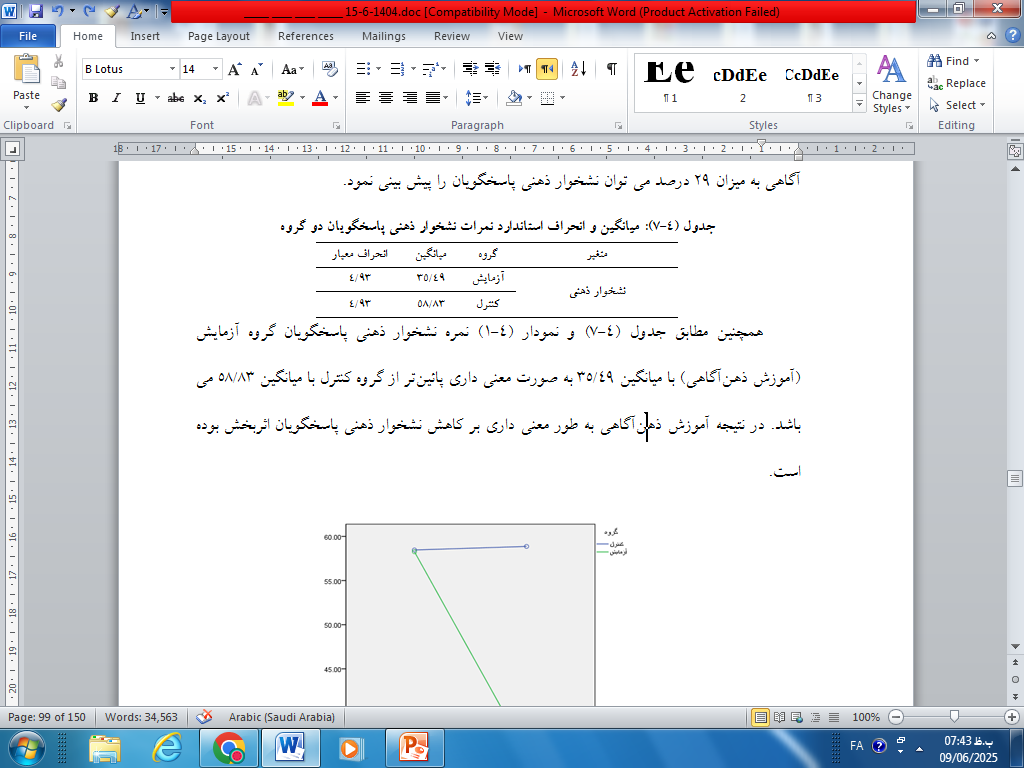 15-6-1404.doc [Compatibility Mode] - Microsoft Word (Product Activation Failed)
File Home Insert Page Layout References Mailings Review View
Paste
B Lotus 14
Clipboard Font Paragraph Styles Editing
¶ 1 2 ¶ 3
Change Styles
Find
Replace
Select
آگاهی به میزان ۲۹ درصد می توان نشخوار ذهنی پاسخگویان را پیش بینی نمود.
جدول (۴-۷): میانگین و انحراف استاندارد نمرات نشخوار ذهنی پاسخگویان دو گروه
متغیر گروه میانگین انحراف معیار
نشخوار ذهنی آزمایش ۳۵/۴۹ ۴/۹۳
کنترل ۵۸/۸۳ ۴/۹۳
همچنین مطابق جدول (۴-۷) و نمودار (۴-۱) نمره نشخوار ذهنی پاسخگویان گروه آزمایش
(آموزش ذهن‌آگاهی) با میانگین ۳۵/۴۹ به صورت معنی داری پائین‌تر از گروه کنترل با میانگین ۵۸/۸۳ می
باشد. در نتیجه آموزش ذهن‌آگاهی به طور معنی داری بر کاهش نشخوار ذهنی پاسخگویان اثربخش بوده
است.
گروه
کنترل
آزمایش
60.00
55.00
50.00
45.00
Page: 99 of 150 Words: 34,563 Arabic (Saudi Arabia) 100%
FA
07:43 ب.ظ
09/06/2025